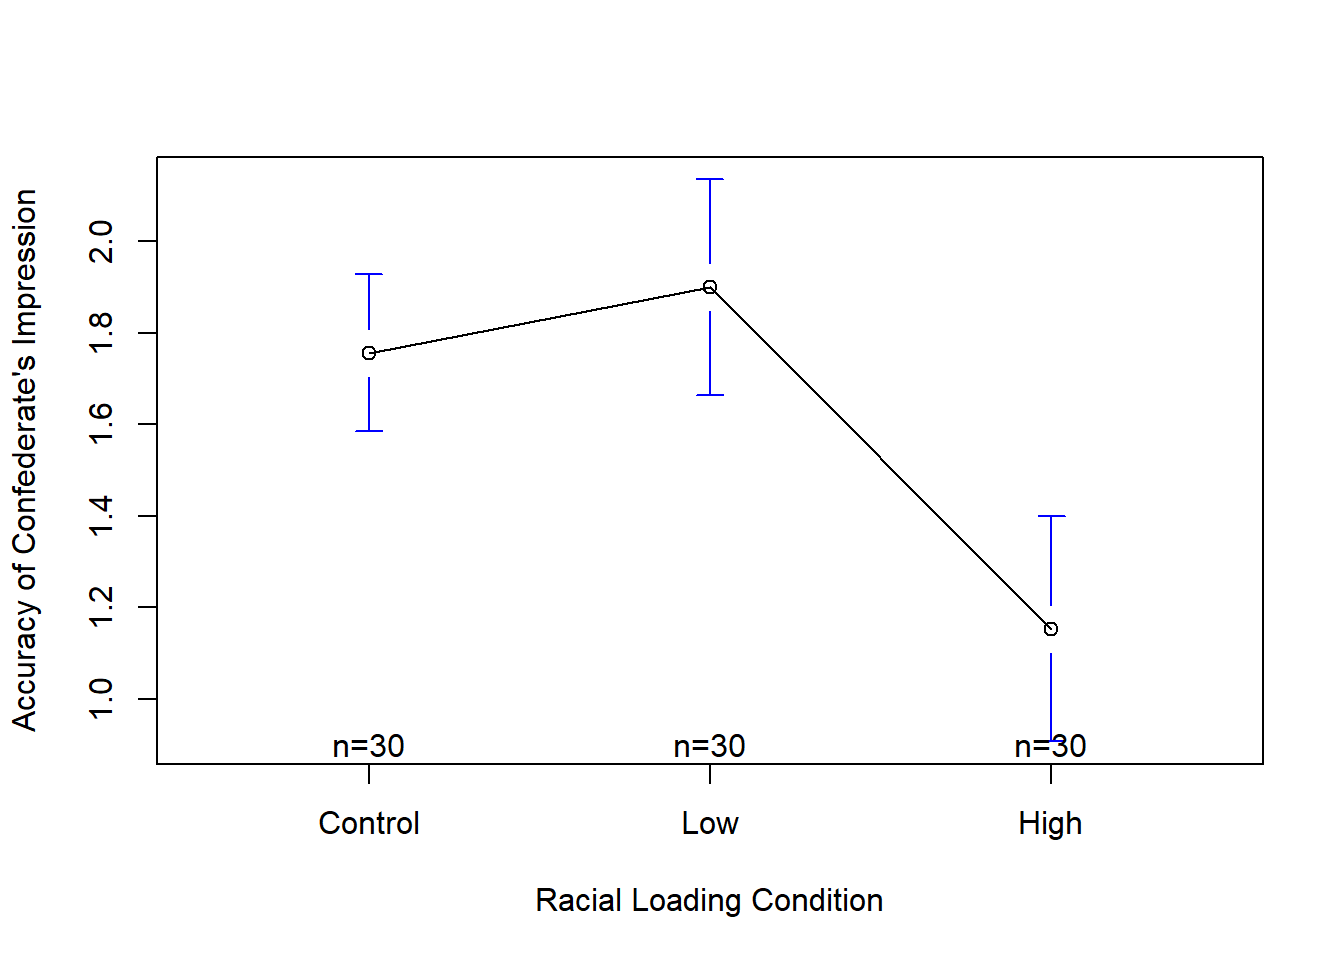 Accuracy of Confederate's Impression
2.0
1.8
1.6
1.4
1.2
1.0
n=30 n=30 n=30
Control Low High
Racial Loading Condition